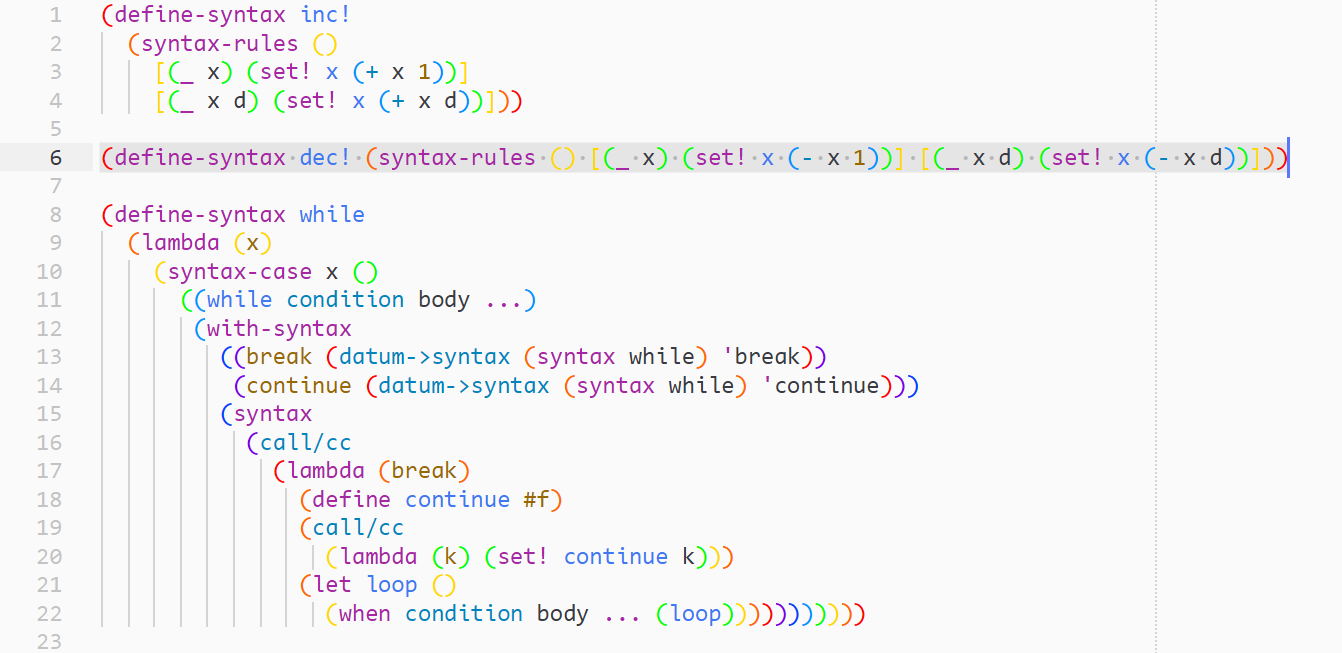 1 (define-syntax inc!
2   (syntax-rules ()
3     [(_ x) (set! x (+ x 1))]
4     [(_ x d) (set! x (+ x d))]))
5
6 (define-syntax·dec!·(syntax-rules·()·[(_·x)·(set!·x·(-·x·1))]·[(_·x·d)·(set!·x·(-·x·d))]))
7
8 (define-syntax while
9   (lambda (x)
10     (syntax-case x ()
11       ((while condition body ...)
12        (with-syntax
13          ((break (datum->syntax (syntax while) 'break))
14           (continue (datum->syntax (syntax while) 'continue)))
15          (syntax
16            (call/cc
17              (lambda (break)
18                (define continue #f)
19                (call/cc
20                  (lambda (k) (set! continue k)))
21                (let loop ()
22                  (when condition body ... (loop)))))))))))
23